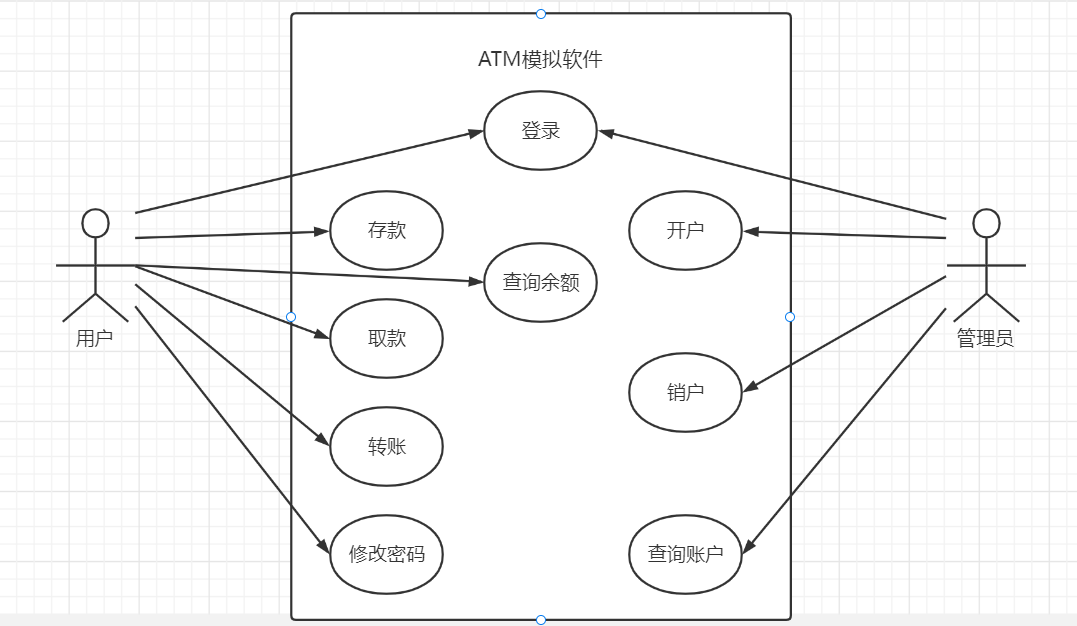 ATM模拟软件
登录
存款
开户
查询余额
用户
取款
管理员
销户
转账
修改密码
查询账户